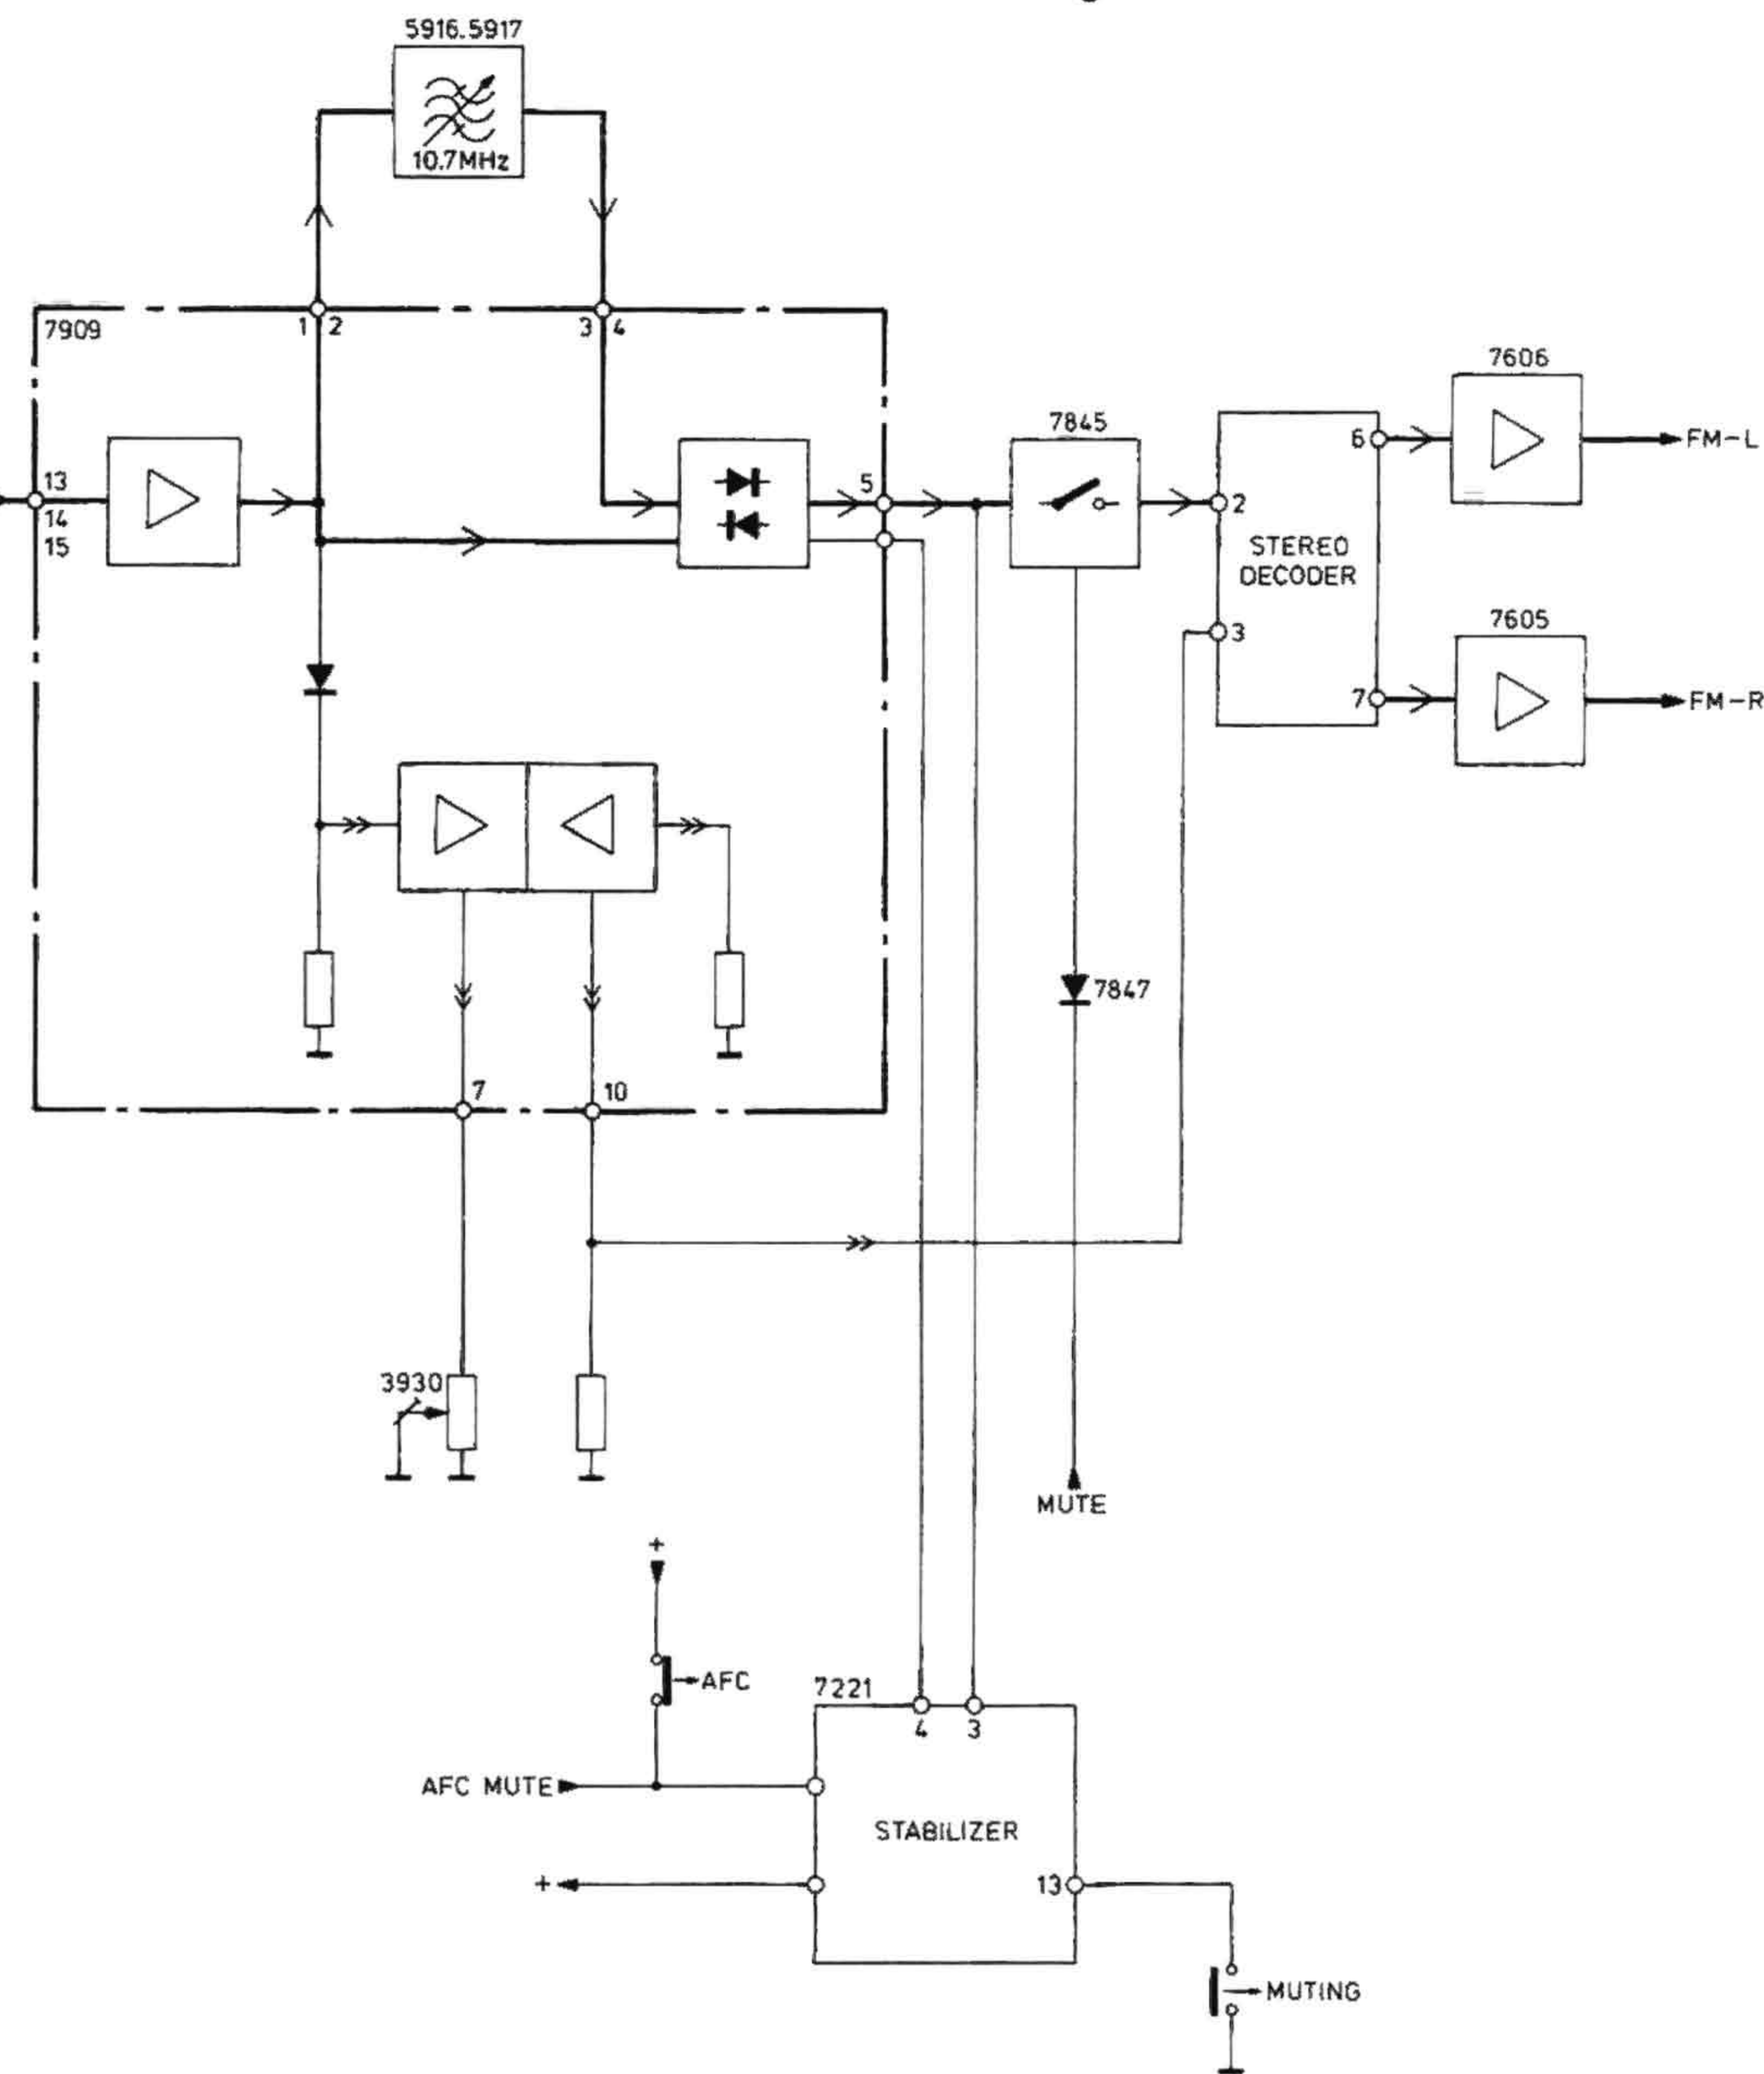 5916.5917
10.7MHz
7909
1 2
3 4
13
14
15
5
7845
7606
FM-L
6
2
STEREO
DECODER
3
7605
7
FM-R
7847
7
10
3930
MUTE
+
AFC
7221
4
3
AFC MUTE
STABILIZER
+
13
MUTING